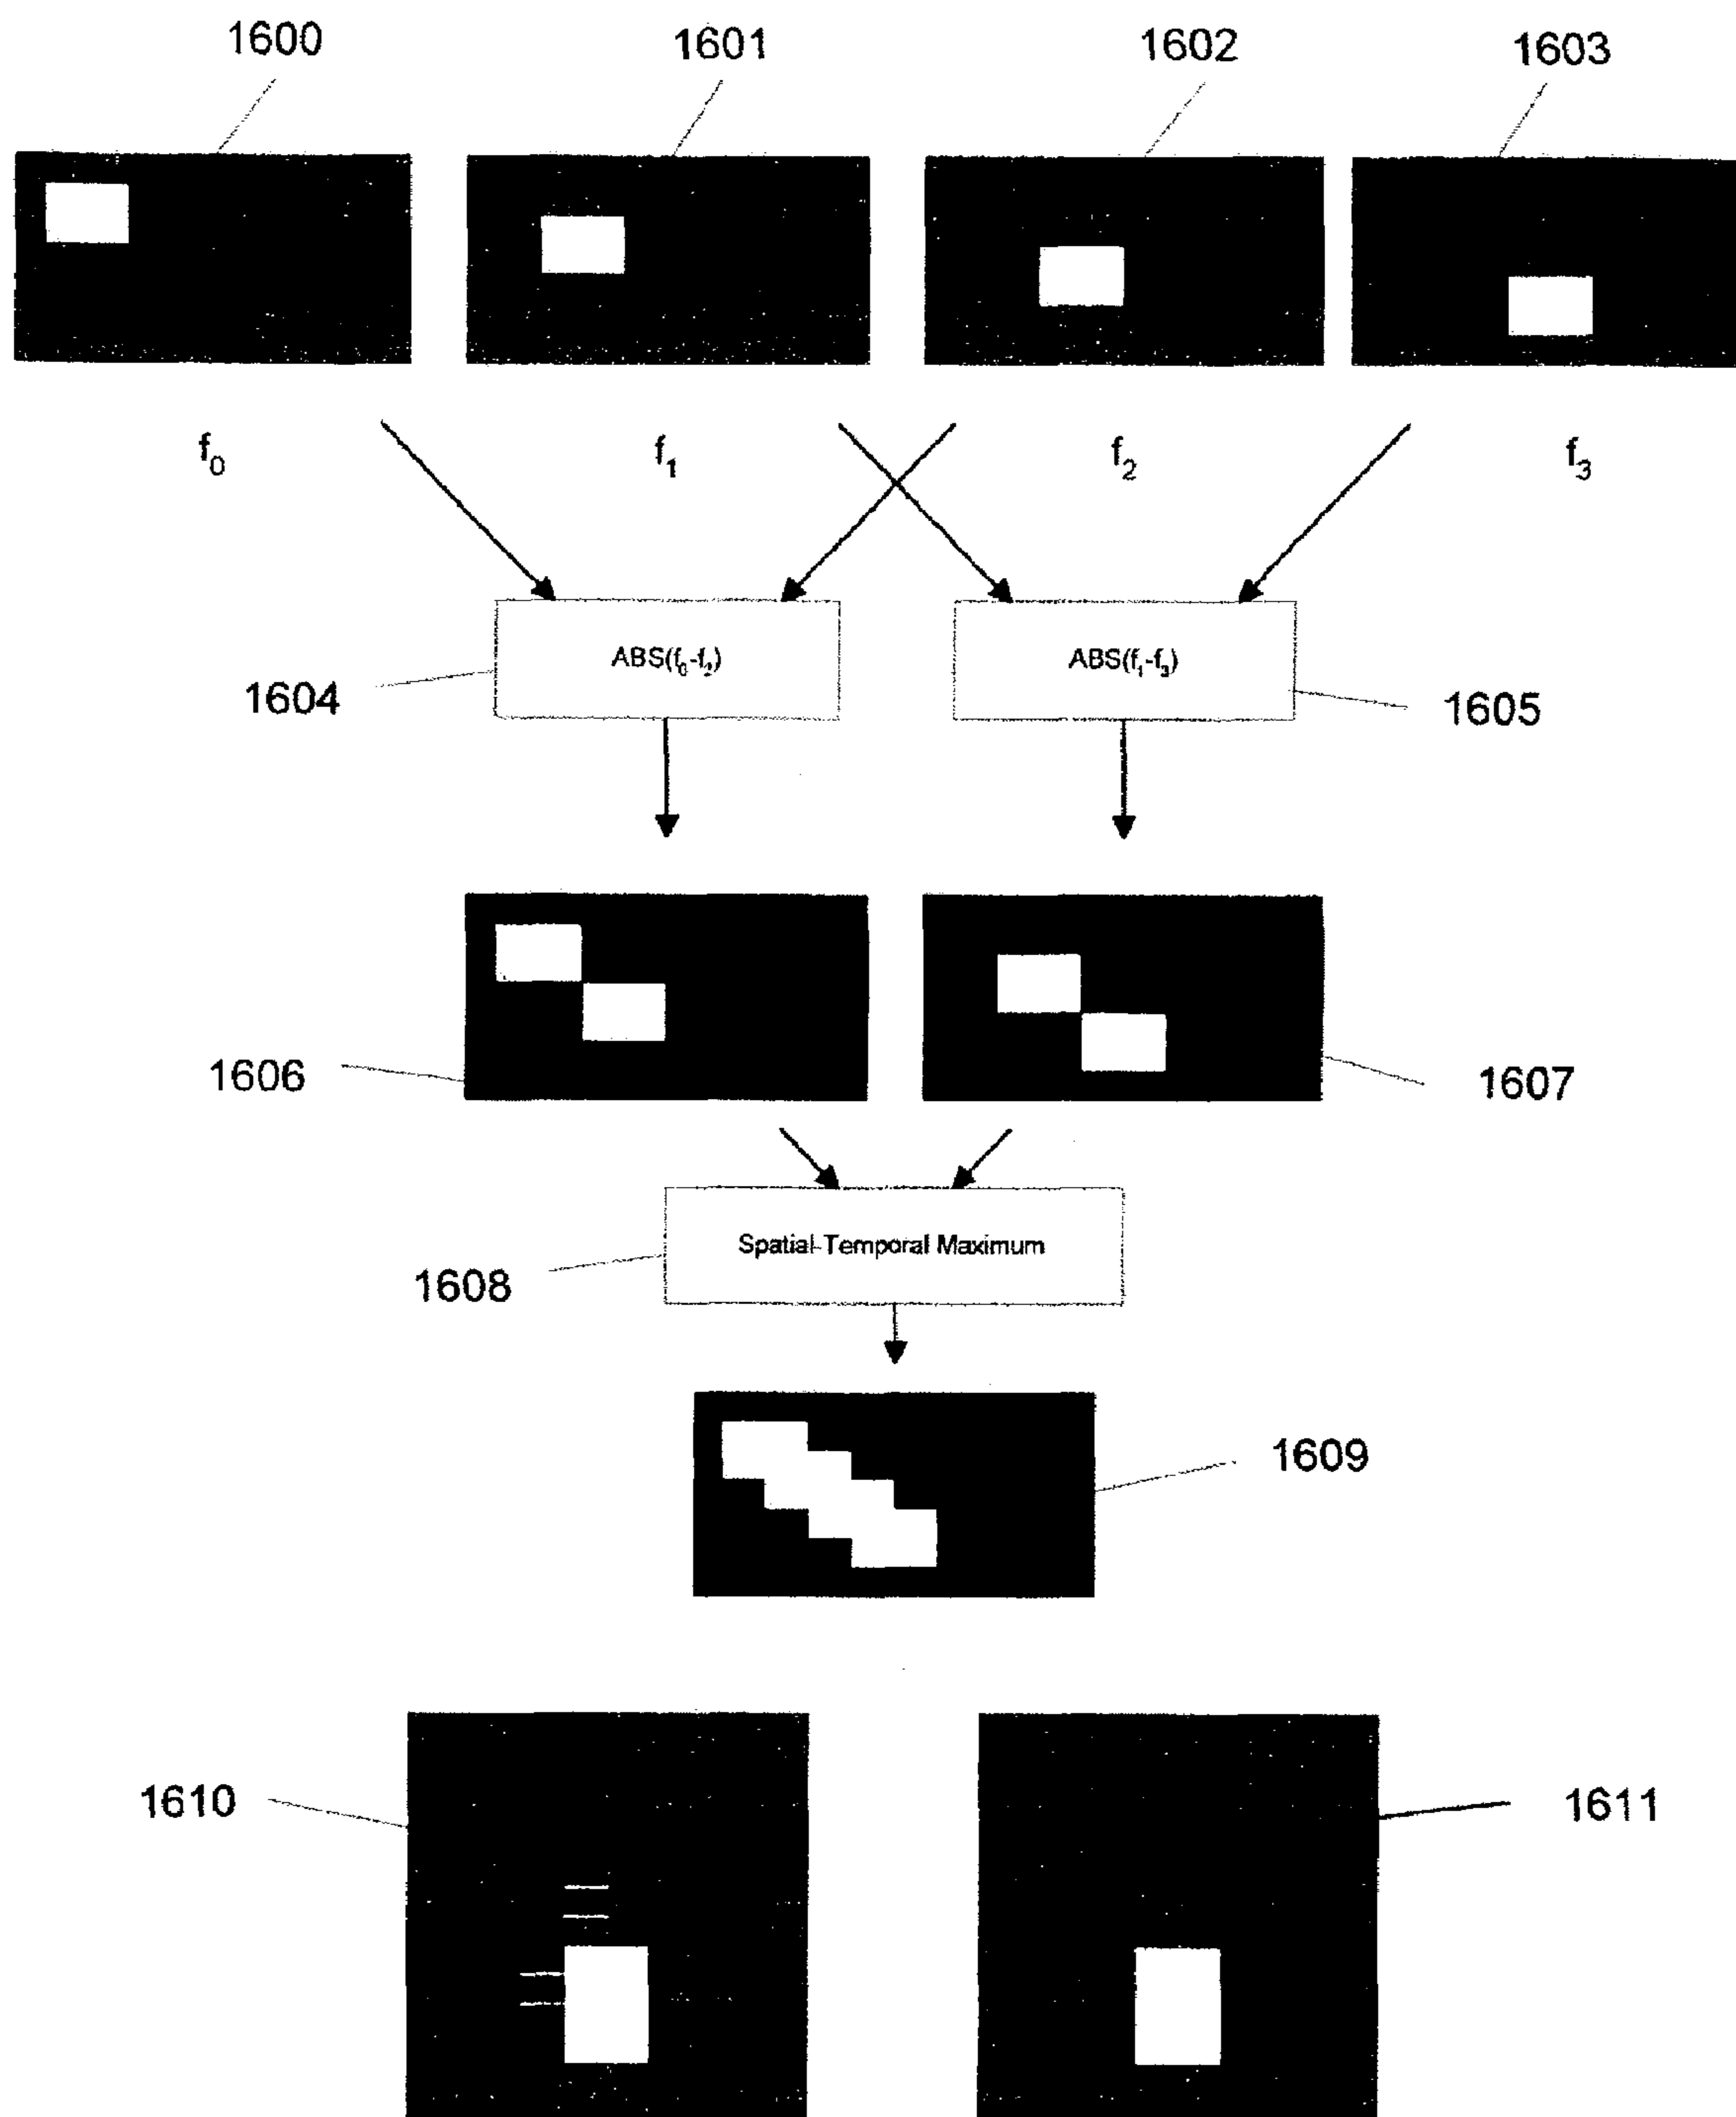 1600 1601 1602 1603
f₀ f₁ f₂ f₃
ABS(f₀-f₂) ABS(f₁-f₃)
1604 1605
1606 1607
Spatial-Temporal Maximum
1608
1609
1610 1611